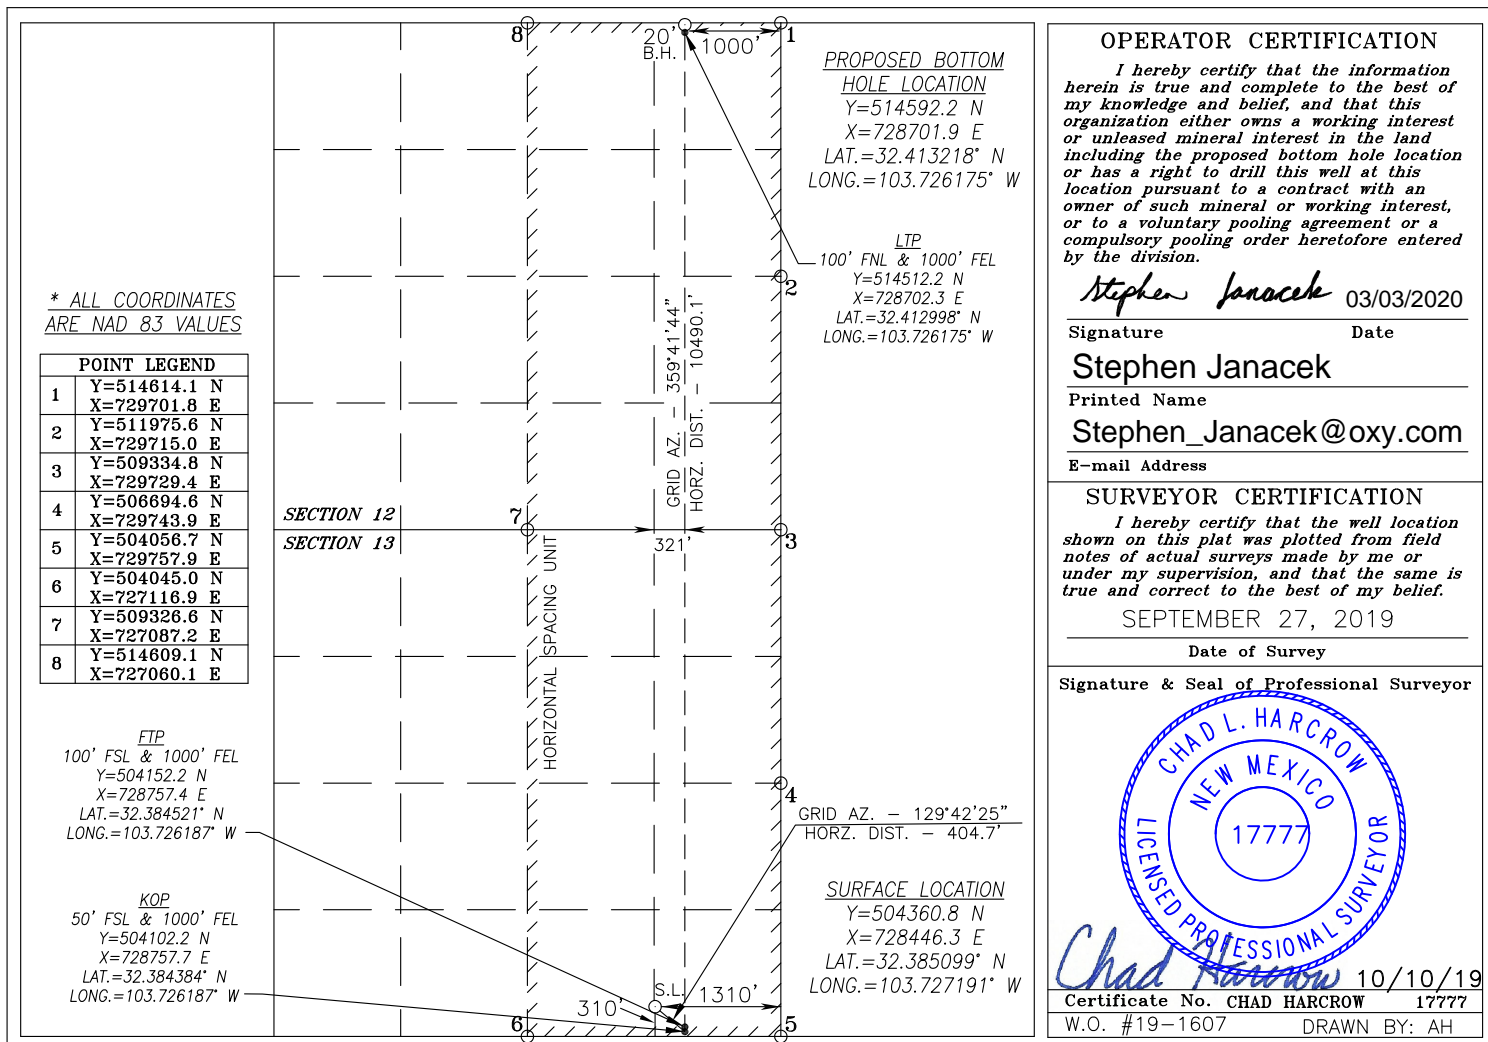 8
20'
B.H.
1000'
1
PROPOSED BOTTOM
HOLE LOCATION
Y=514592.2 N
X=728701.9 E
LAT.=32.413218° N
LONG.=103.726175° W
LTP
100' FNL & 1000' FEL
Y=514512.2 N
X=728702.3 E
LAT.=32.412998° N
LONG.=103.726175° W
2
* ALL COORDINATES
ARE NAD 83 VALUES
POINT LEGEND
1 Y=514614.1 N
X=729701.8 E
2 Y=511975.6 N
X=729715.0 E
3 Y=509334.8 N
X=729729.4 E
4 Y=506694.6 N
X=729743.9 E
5 Y=504056.7 N
X=729757.9 E
6 Y=504045.0 N
X=727116.9 E
7 Y=509326.6 N
X=727087.2 E
8 Y=514609.1 N
X=727060.1 E
GRID AZ. - 359°41'44"
HORZ. DIST. - 10490.1'
SECTION 12
SECTION 13
7
321'
3
HORIZONTAL SPACING UNIT
FTP
100' FSL & 1000' FEL
Y=504152.2 N
X=728757.4 E
LAT.=32.384521° N
LONG.=103.726187° W
4
GRID AZ. - 129°42'25"
HORZ. DIST. - 404.7'
KOP
50' FSL & 1000' FEL
Y=504102.2 N
X=728757.7 E
LAT.=32.384384° N
LONG.=103.726187° W
SURFACE LOCATION
Y=504360.8 N
X=728446.3 E
LAT.=32.385099° N
LONG.=103.727191° W
S.L.
310'
1310'
6
5
OPERATOR CERTIFICATION
I hereby certify that the information
herein is true and complete to the best of
my knowledge and belief, and that this
organization either owns a working interest
or unleased mineral interest in the land
including the proposed bottom hole location
or has a right to drill this well at this
location pursuant to a contract with an
owner of such mineral or working interest,
or to a voluntary pooling agreement or a
compulsory pooling order heretofore entered
by the division.
Stephen Janacek 03/03/2020
Signature Date
Stephen Janacek
Printed Name
Stephen_Janacek@oxy.com
E-mail Address
SURVEYOR CERTIFICATION
I hereby certify that the well location
shown on this plat was plotted from field
notes of actual surveys made by me or
under my supervision, and that the same is
true and correct to the best of my belief.
SEPTEMBER 27, 2019
Date of Survey
Signature & Seal of Professional Surveyor
CHAD L. HARCROW
NEW MEXICO
17777
LICENSED PROFESSIONAL SURVEYOR
Chad Harcrow 10/10/19
Certificate No. CHAD HARCROW 17777
W.O. #19-1607 DRAWN BY: AH